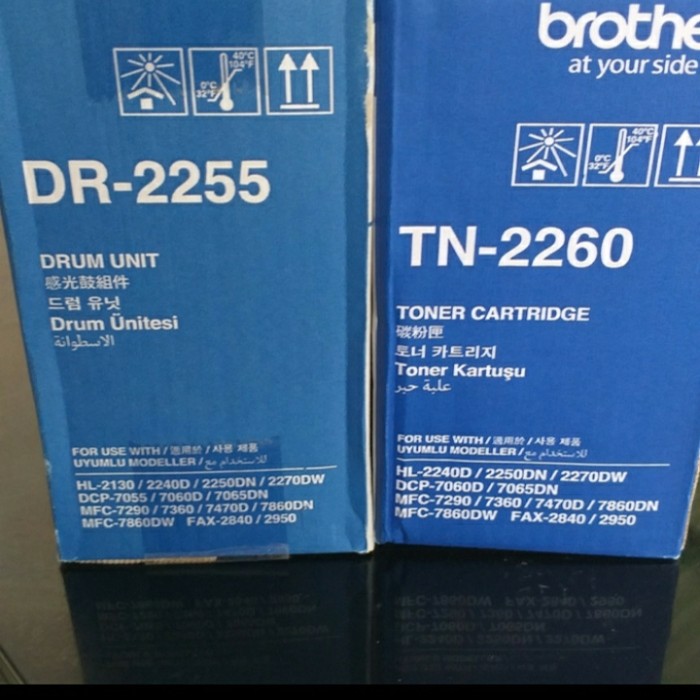 40°C
104°F
0°C
32°F
DR-2255
DRUM UNIT
感光鼓組件
드럼 유닛
Drum Ünitesi
الاسطوانة
FOR USE WITH / 適用於 / 사용 제품
UYUMLU MODELLER / للاستخدام مع
HL-2130 / 2240D / 2250DN / 2270DW
DCP-7055 / 7060D / 7065DN
MFC-7290 / 7360 / 7470D / 7860DN
MFC-7860DW FAX-2840 / 2950
brothe
at your side
40°C
104°F
0°C
32°F
TN-2260
TONER CARTRIDGE
碳粉匣
토너 카트리지
Toner Kartuşu
علبة حبر
FOR USE WITH / 適用於 / 사용 제품
UYUMLU MODELLER / للاستخدام مع
HL-2240D / 2250DN / 2270DW
DCP-7060D / 7065DN
MFC-7290 / 7360 / 7470D / 7860DN
MFC-7860DW FAX-2840 / 2950